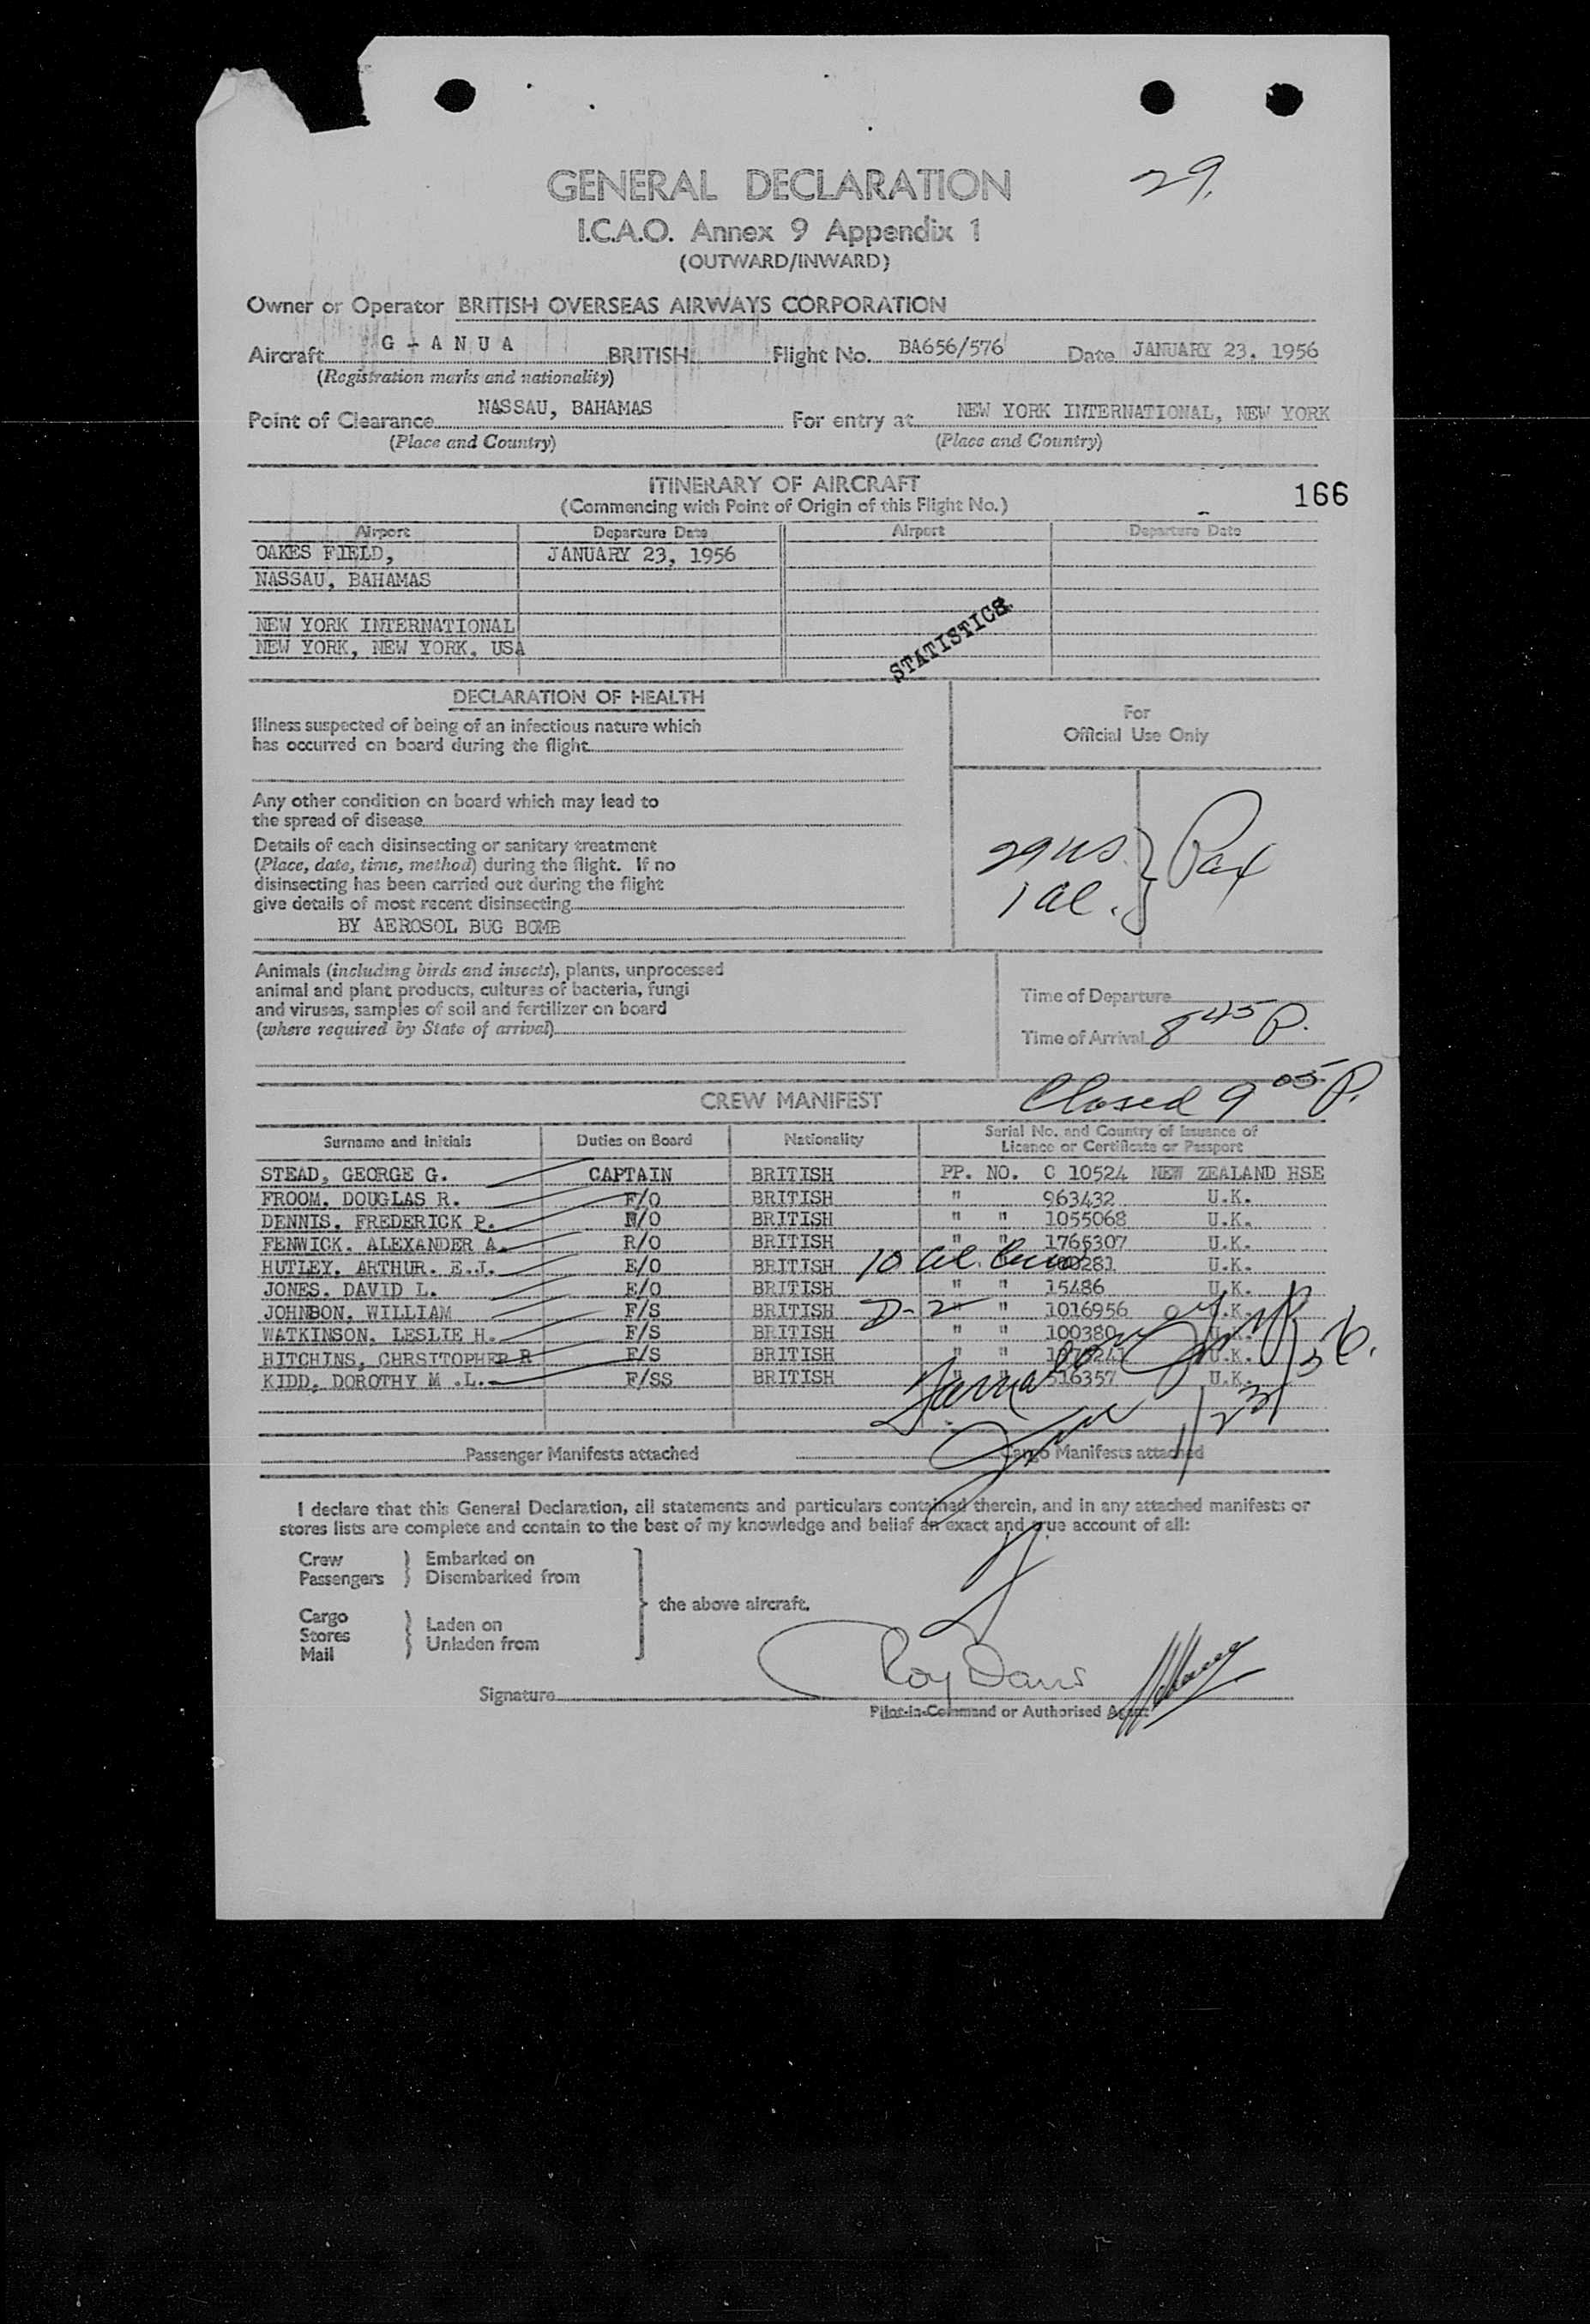 29.
GENERAL DECLARATION
I.C.A.O. Annex 9 Appendix 1
(OUTWARD/INWARD)
Owner or Operator BRITISH OVERSEAS AIRWAYS CORPORATION
Aircraft G - A N U A BRITISH Flight No. BA656/576 Date JANUARY 23. 1956
(Registration marks and nationality)
Point of Clearance NASSAU, BAHAMAS For entry at NEW YORK INTERNATIONAL, NEW YORK
(Place and Country) (Place and Country)
ITINERARY OF AIRCRAFT
(Commencing with Point of Origin of this Flight No.)
166
Airport Departure Date Airport Departure Date
OAKES FIELD, JANUARY 23, 1956
NASSAU, BAHAMAS
NEW YORK INTERNATIONAL
NEW YORK, NEW YORK, USA
STATISTICS
DECLARATION OF HEALTH
Illness suspected of being of an infectious nature which
has occurred on board during the flight
For
Official Use Only
Any other condition on board which may lead to
the spread of disease
Details of each disinsecting or sanitary treatment
(Place, date, time, method) during the flight. If no
disinsecting has been carried out during the flight
give details of most recent disinsecting
BY AEROSOL BUG BOMB
29 US.
1 al. } Pax
Animals (including birds and insects), plants, unprocessed
animal and plant products, cultures of bacteria, fungi
and viruses, samples of soil and fertilizer on board
(where required by State of arrival)
Time of Departure
Time of Arrival 8 45 P.
Closed 9 05 P.
CREW MANIFEST
Surname and initials Duties on Board Nationality Serial No. and Country of Issuance of
Licence or Certificate or Passport
STEAD, GEORGE G. CAPTAIN BRITISH PP. NO. C 10524 NEW ZEALAND HSE
FROOM. DOUGLAS R. F/O BRITISH " 963432 U.K.
DENNIS. FREDERICK P. N/O BRITISH " " 1055068 U.K.
FENWICK. ALEXANDER A. R/O BRITISH " " 1765307 U.K.
HUTLEY. ARTHUR. E.J. E/O BRITISH 10 al. U.K.
JONES. DAVID L. E/O BRITISH " " 15486 U.K.
JOHNSON, WILLIAM F/S BRITISH D-2 " " 1016956 U.K.
WATKINSON, LESLIE H. F/S BRITISH " " 100380 U.K.
HITCHINS, CHRSITOPHER R F/S BRITISH " " U.K.
KIDD, DOROTHY M .L. F/SS BRITISH " " 516357 U.K.
1/23/56.
Passenger Manifests attached Cargo Manifests attached
I declare that this General Declaration, all statements and particulars contained therein, and in any attached manifests or
stores lists are complete and contain to the best of my knowledge and belief an exact and true account of all:
Crew } Embarked on
Passengers } Disembarked from
the above aircraft.
Cargo
Stores } Laden on
Mail } Unladen from
Signature Roy Davis
Pilot-in-Command or Authorised Agent